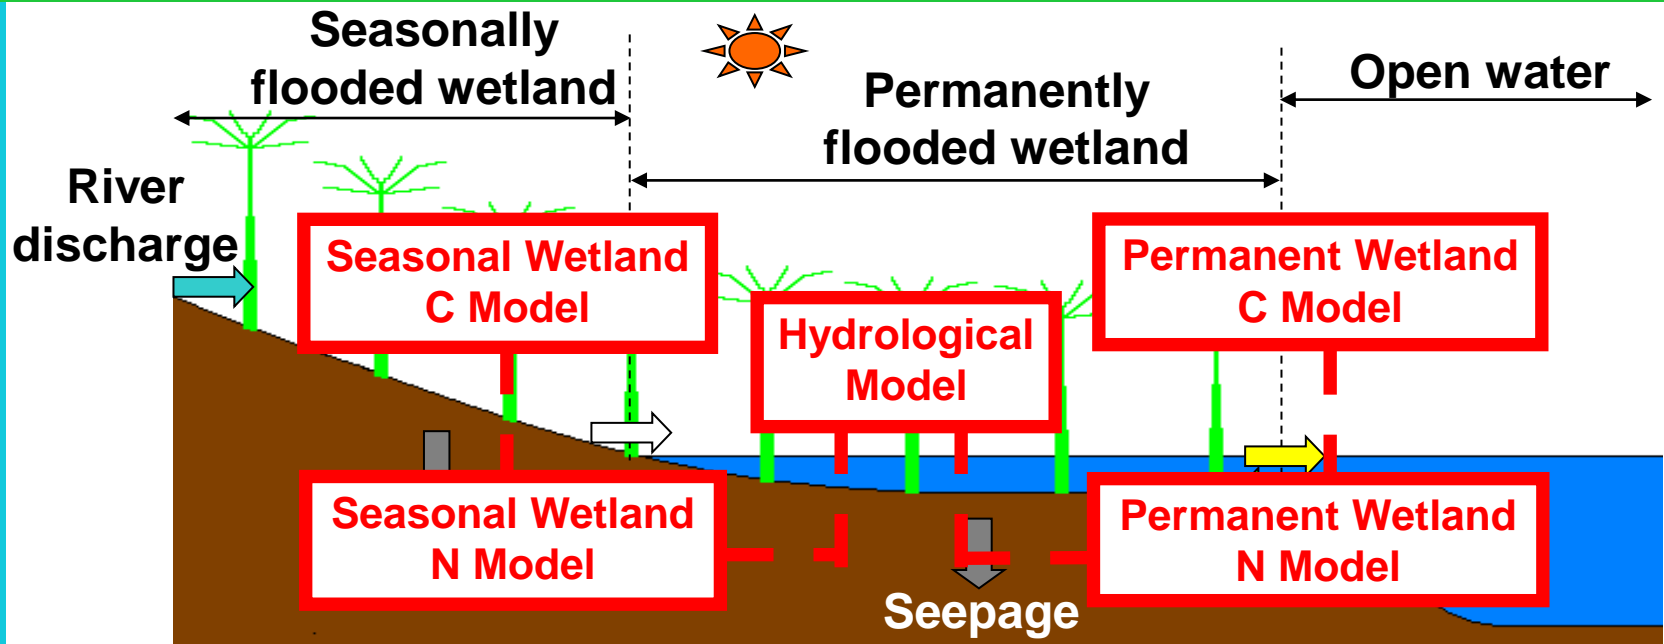 Seasonally
flooded wetland
Permanently
flooded wetland
Open water
River
discharge
Seasonal Wetland
C Model
Hydrological
Model
Permanent Wetland
C Model
Seasonal Wetland
N Model
Permanent Wetland
N Model
Seepage